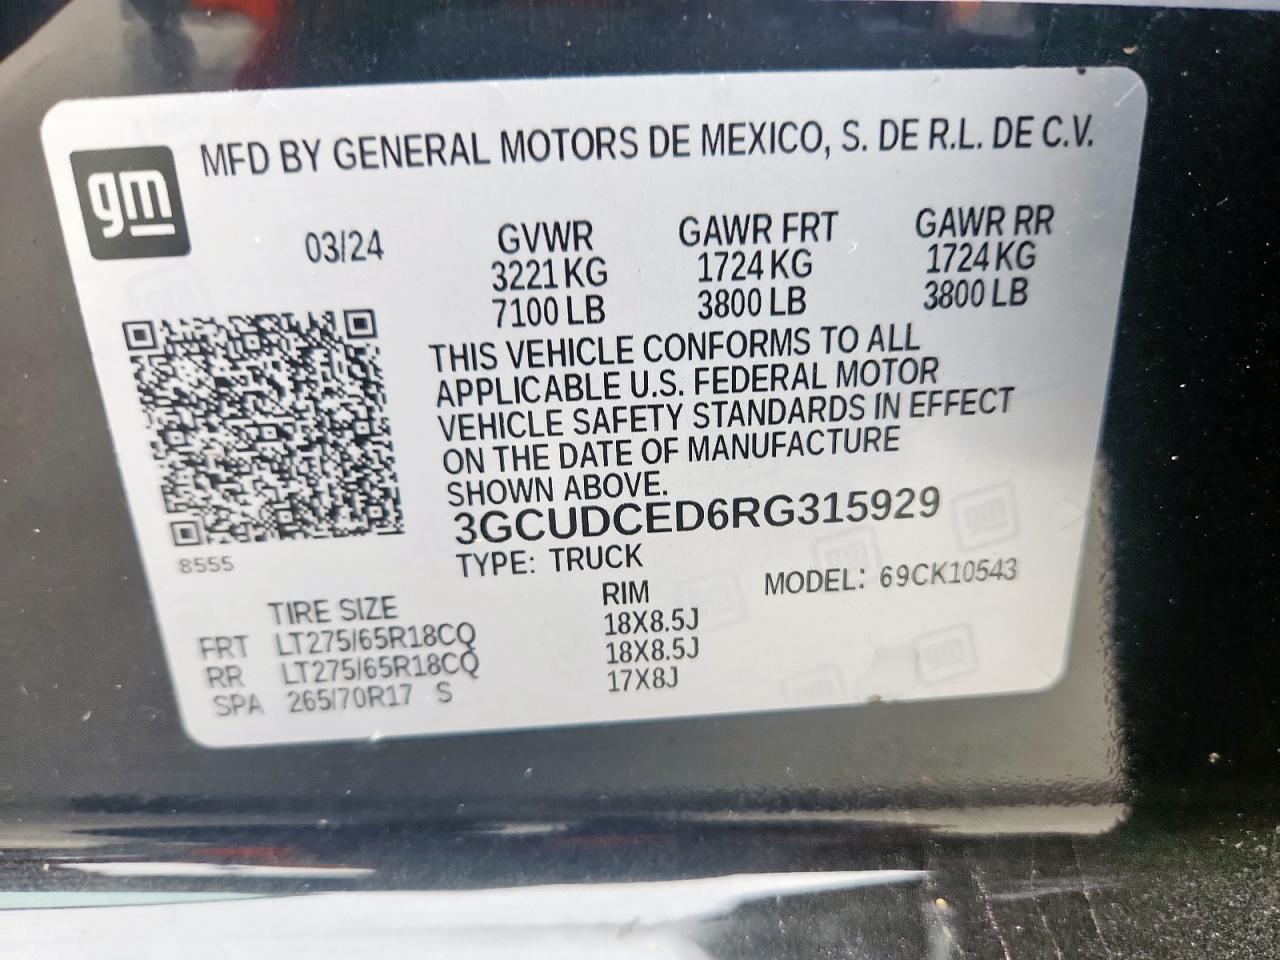 MFD BY GENERAL MOTORS DE MEXICO, S. DE R.L. DE C.V.
gm
03/24 GVWR GAWR FRT GAWR RR
3221 KG 1724 KG 1724 KG
7100 LB 3800 LB 3800 LB
THIS VEHICLE CONFORMS TO ALL
APPLICABLE U.S. FEDERAL MOTOR
VEHICLE SAFETY STANDARDS IN EFFECT
ON THE DATE OF MANUFACTURE
SHOWN ABOVE.
3GCUDCED6RG315929
8555
TYPE: TRUCK
MODEL: 69CK10543
TIRE SIZE RIM
FRT LT275/65R18CQ 18X8.5J
RR LT275/65R18CQ 18X8.5J
SPA 265/70R17 S 17X8J